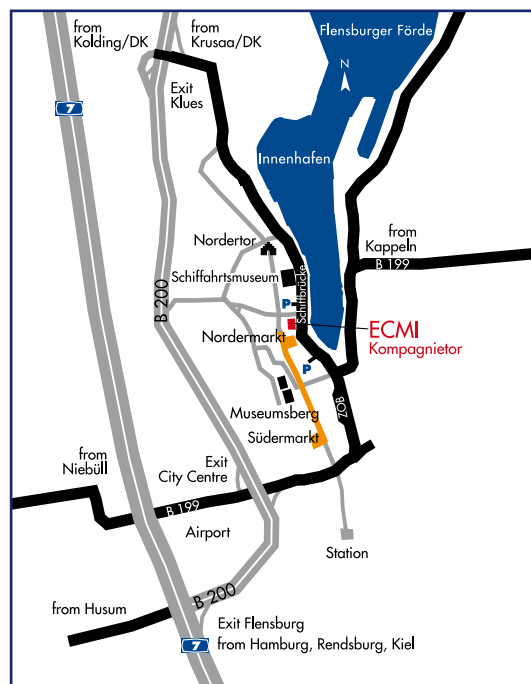 from
Kolding/DK
from
Krusaa/DK
Flensburger Förde
N
Exit
Klues
7
Innenhafen
Nordertor
from
Kappeln
B 199
Schiffahrtsmuseum
B 200
P
Schiffbrücke
ECMI
Kompagnietor
Nordermarkt
P
Museumsberg
ZOB
Südermarkt
from
Niebüll
Exit
City Centre
B 199
Airport
Station
B 200
from Husum
Exit Flensburg
7
from Hamburg, Rendsburg, Kiel